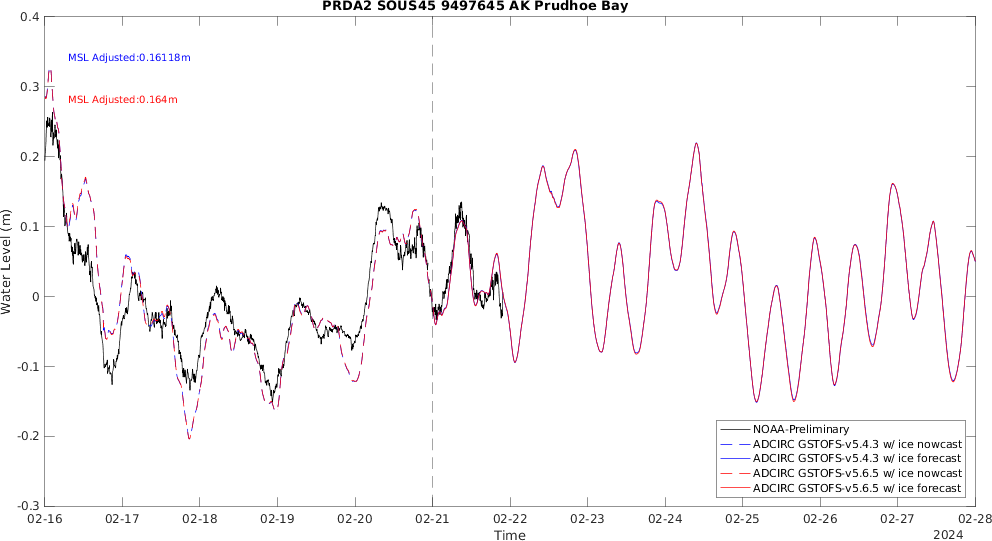 PRDA2 SOUS45 9497645 AK Prudhoe Bay
MSL Adjusted:0.16118m
MSL Adjusted:0.164m
Water Level (m)
0.4
0.3
0.2
0.1
0
-0.1
-0.2
-0.3
NOAA-Preliminary
ADCIRC GSTOFS-v5.4.3 w/ ice nowcast
ADCIRC GSTOFS-v5.4.3 w/ ice forecast
ADCIRC GSTOFS-v5.6.5 w/ ice nowcast
ADCIRC GSTOFS-v5.6.5 w/ ice forecast
02-16 02-17 02-18 02-19 02-20 02-21 02-22 02-23 02-24 02-25 02-26 02-27 02-28
Time
2024